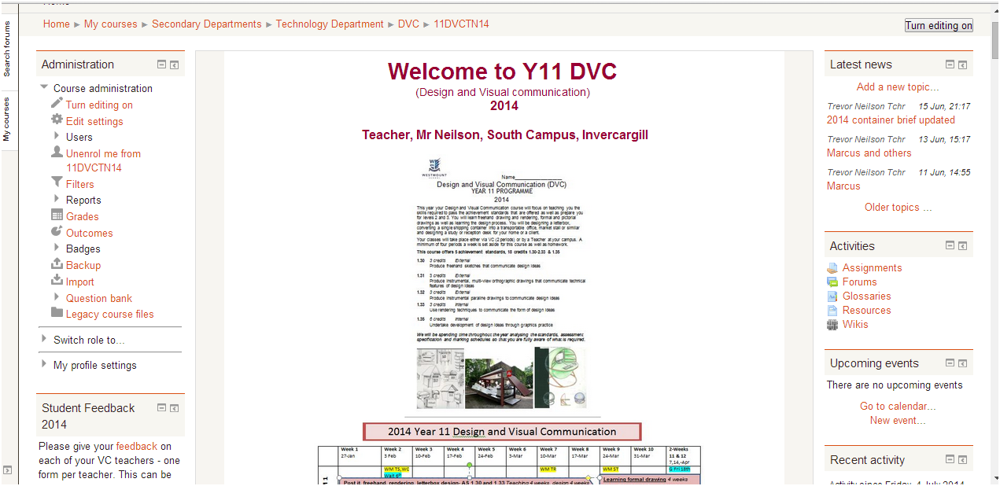 Home ► My courses ► Secondary Departments ► Technology Department ► DVC ► 11DVCTN14
Turn editing on
Search forums
My courses
Administration
Course administration
Turn editing on
Edit settings
Users
Unenrol me from
11DVCTN14
Filters
Reports
Grades
Outcomes
Badges
Backup
Import
Question bank
Legacy course files
Switch role to...
My profile settings
Student Feedback
2014
Please give your feedback on
each of your VC teachers - one
form per teacher. This can be
Welcome to Y11 DVC
(Design and Visual communication)
2014
Teacher, Mr Neilson, South Campus, Invercargill
WESTMOUNT
Name
Design and Visual Communication (DVC)
YEAR 11 PROGRAMME
2014
This year your Design and Visual Communication course will focus on teaching you the
skills required to pass the achievement standards that are offered as well as prepare you
for levels 2 and 3. You will learn freehand drawing and rendering, formal and pictorial
drawings as well as learning the design process. You will be designing a letterbox,
converting a single shipping container into a transportable office, market stall or similar
and designing a study or reception desk for your home or a client.
Your classes will take place either via VC (2 periods) or by a Teacher at your campus. A
minimum of four periods a week is set aside for this course as well as homework.
This course offers 5 achievement standards, 18 credits 1.30-2.33 & 1.35
1.30 3 credits External
Produce freehand sketches that communicate design ideas
1.31 3 credits External
Produce instrumental, multi-view orthographic drawings that communicate technical
features of design ideas
1.32 3 credits External
Produce instrumental paraline drawings to communicate design ideas
1.33 3 credits Internal
Use rendering techniques to communicate the form of design ideas
1.35 6 credits Internal
Undertake development of design ideas through graphics practice
We will be spending time throughout the year analysing the standards, assessment
specification and marking schedules so that you are fully aware of what is required.
2014 Year 11 Design and Visual Communication
Week 1 Week 2 Week 3 Week 4 Week 5 Week 6 Week 7 Week 8 Week 9 Week 10 2-Weeks
27-Jan 3 Feb 10-Feb 17-Feb 24-Feb 3-Mar 10-Mar 17-Mar 24-Mar 31-Mar 11 & 12
7,14,-Apr
WM TS,WC WM TR WM ST G Fri 18th
Wait 6th
Post it, freehand, rendering, letterbox design- AS 1.30 and 1.33 Teaching 4 weeks, design 4 weeks
Learning formal drawing 4 weeks
11
Latest news
Add a new topic...
Trevor Neilson Tchr 15 Jun, 21:17
2014 container brief updated
Trevor Neilson Tchr 13 Jun, 15:17
Marcus and others
Trevor Neilson Tchr 11 Jun, 14:55
Marcus
Older topics ...
Activities
Assignments
Forums
Glossaries
Resources
Wikis
Upcoming events
There are no upcoming events
Go to calendar...
New event...
Recent activity
Activity since Friday, 4 July 2014